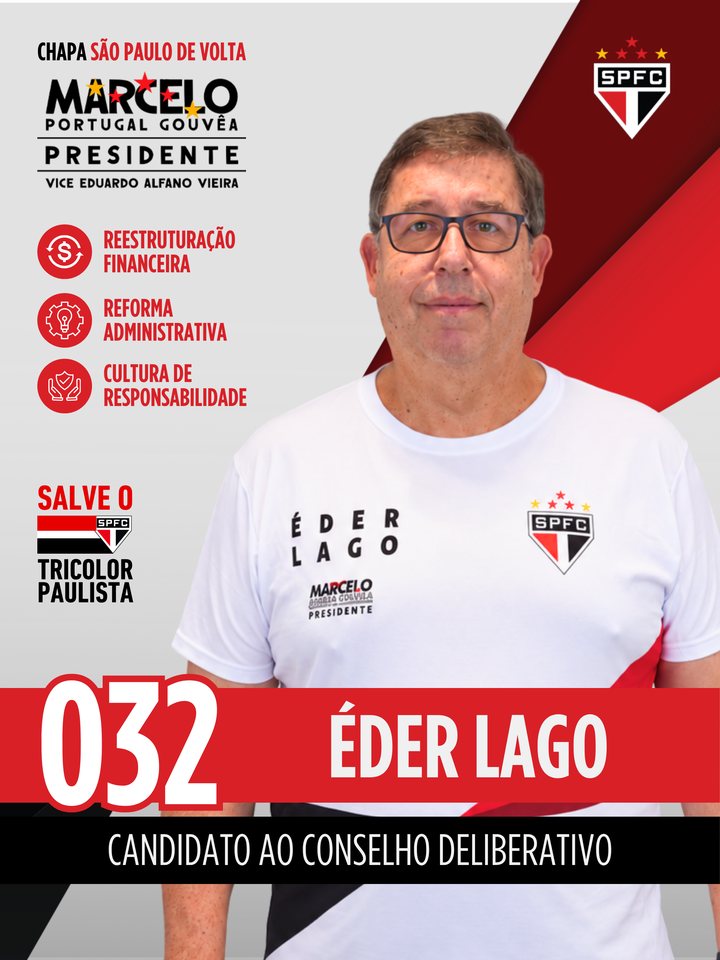 CHAPA SÃO PAULO DE VOLTA
MARCELO
PORTUGAL GOUVÊA
PRESIDENTE
VICE EDUARDO ALFANO VIEIRA
SPFC
REESTRUTURAÇÃO
FINANCEIRA
REFORMA
ADMINISTRATIVA
CULTURA DE
RESPONSABILIDADE
SALVE O
SPFC
TRICOLOR
PAULISTA
ÉDER
LAGO
MARCELO
PRESIDENTE
SPFC
032
ÉDER LAGO
CANDIDATO AO CONSELHO DELIBERATIVO